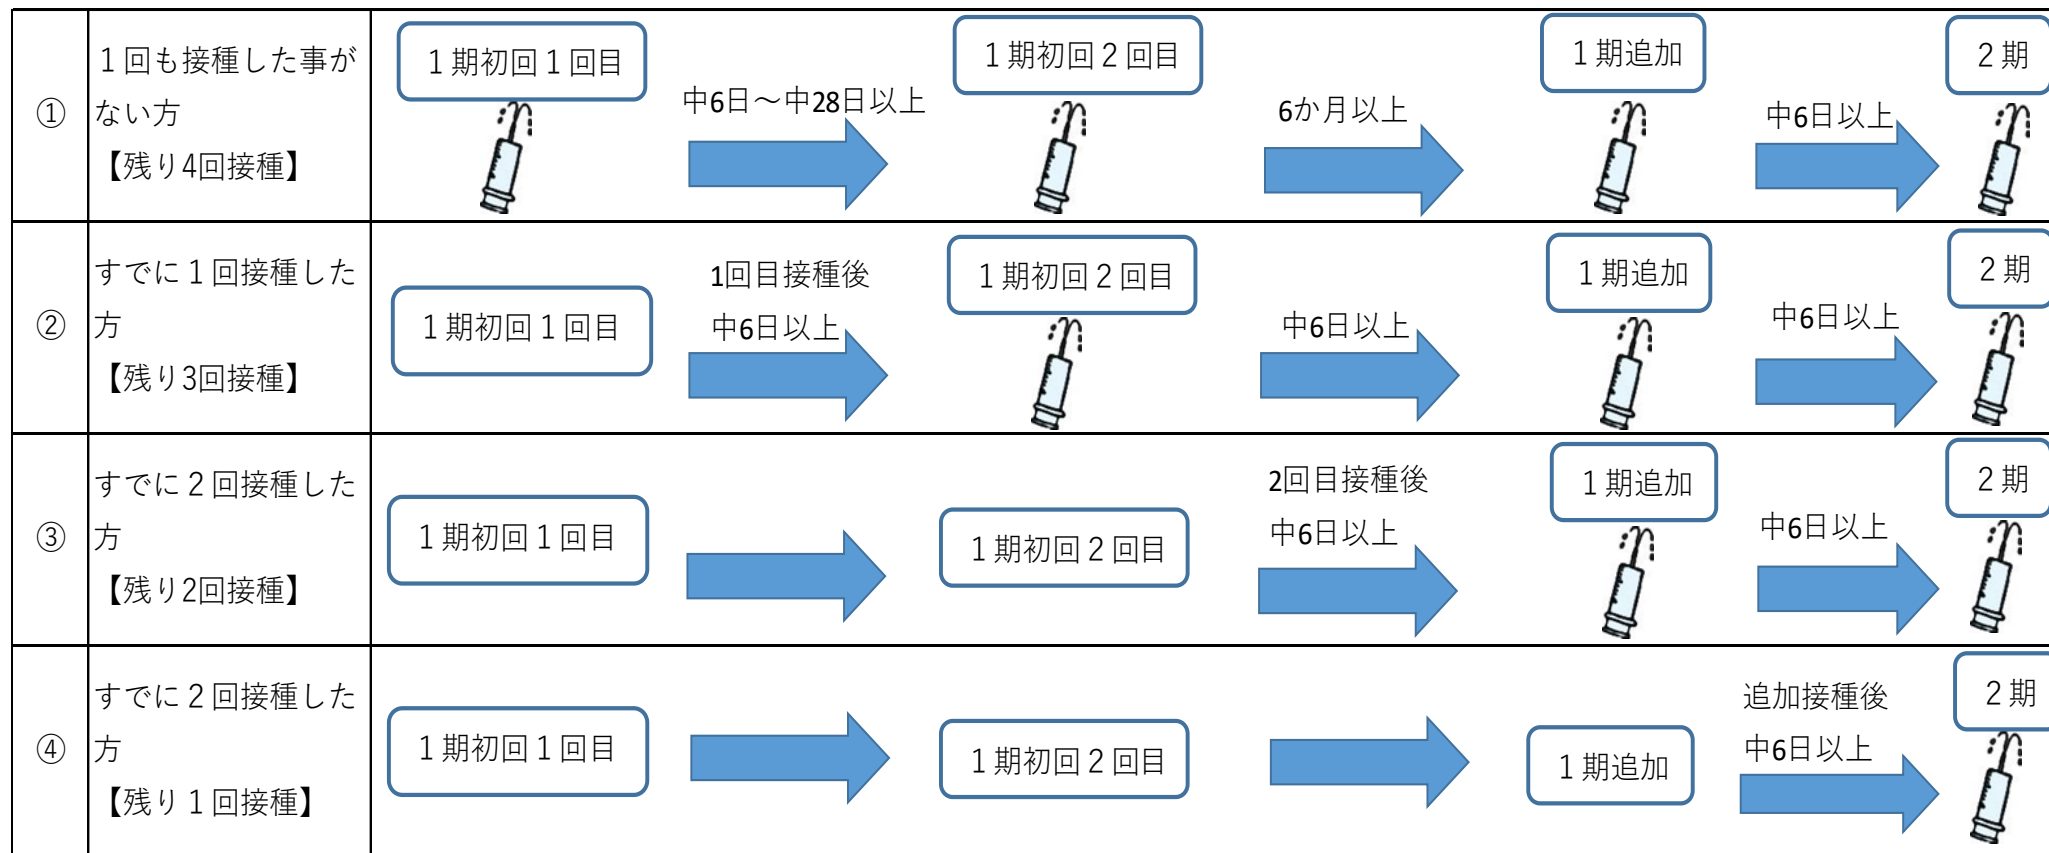 ①
１回も接種した事が
ない方
【残り4回接種】
１期初回１回目
中6日～中28日以上
１期初回２回目
6か月以上
１期追加
中6日以上
２期
②
すでに１回接種した
方
【残り3回接種】
１期初回１回目
1回目接種後
中6日以上
１期初回２回目
中6日以上
１期追加
中6日以上
２期
③
すでに２回接種した
方
【残り2回接種】
１期初回１回目
１期初回２回目
2回目接種後
中6日以上
１期追加
中6日以上
２期
④
すでに２回接種した
方
【残り１回接種】
１期初回１回目
１期初回２回目
１期追加
追加接種後
中6日以上
２期